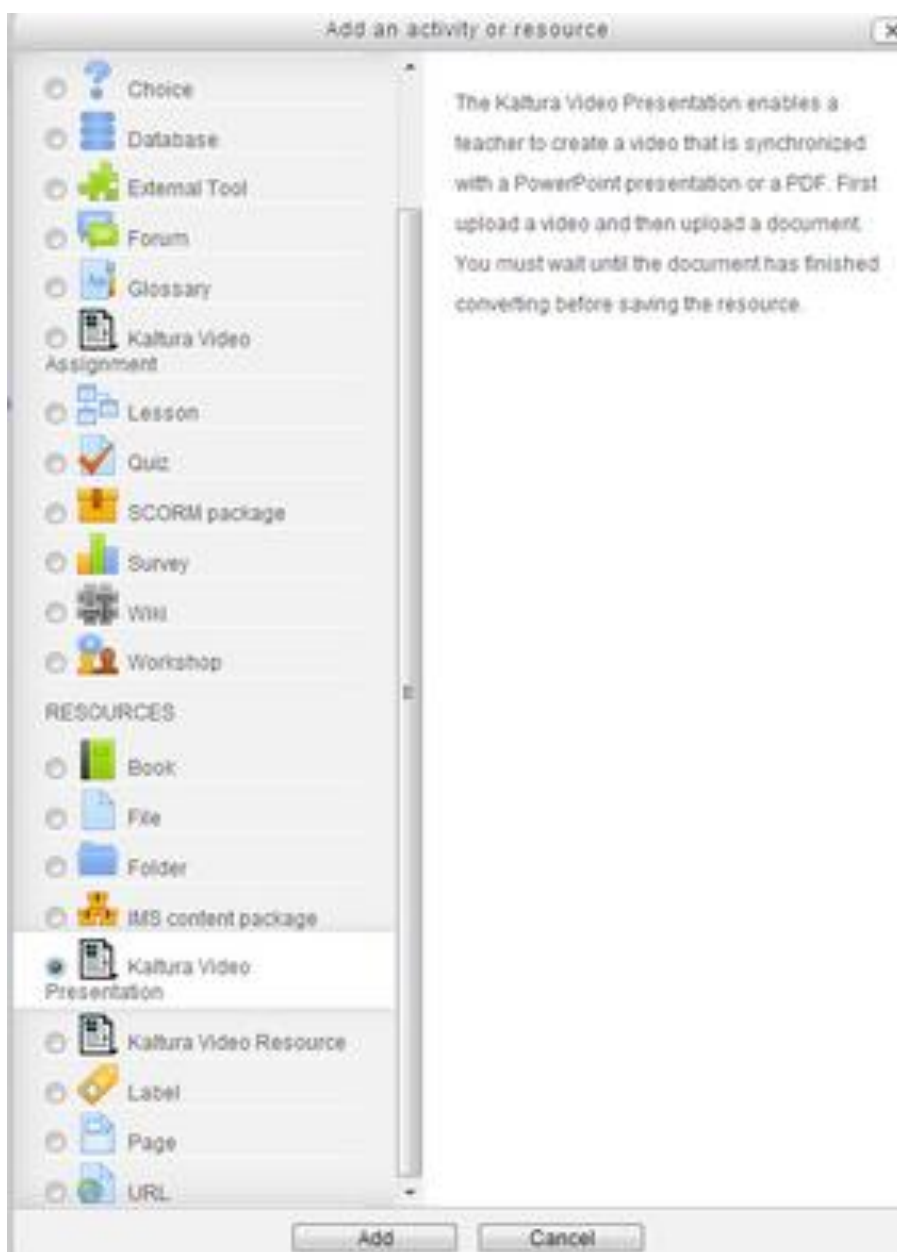 Add an activity or resource
Choice
Database
External Tool
Forum
Glossary
Kaltura Video
Assignment
Lesson
Quiz
SCORM package
Survey
Wiki
Workshop
RESOURCES
Book
File
Folder
IMS content package
Kaltura Video
Presentation
Kaltura Video Resource
Label
Page
URL
The Kaltura Video Presentation enables a
teacher to create a video that is synchronized
with a PowerPoint presentation or a PDF. First
upload a video and then upload a document.
You must wait until the document has finished
converting before saving the resource.
Add
Cancel